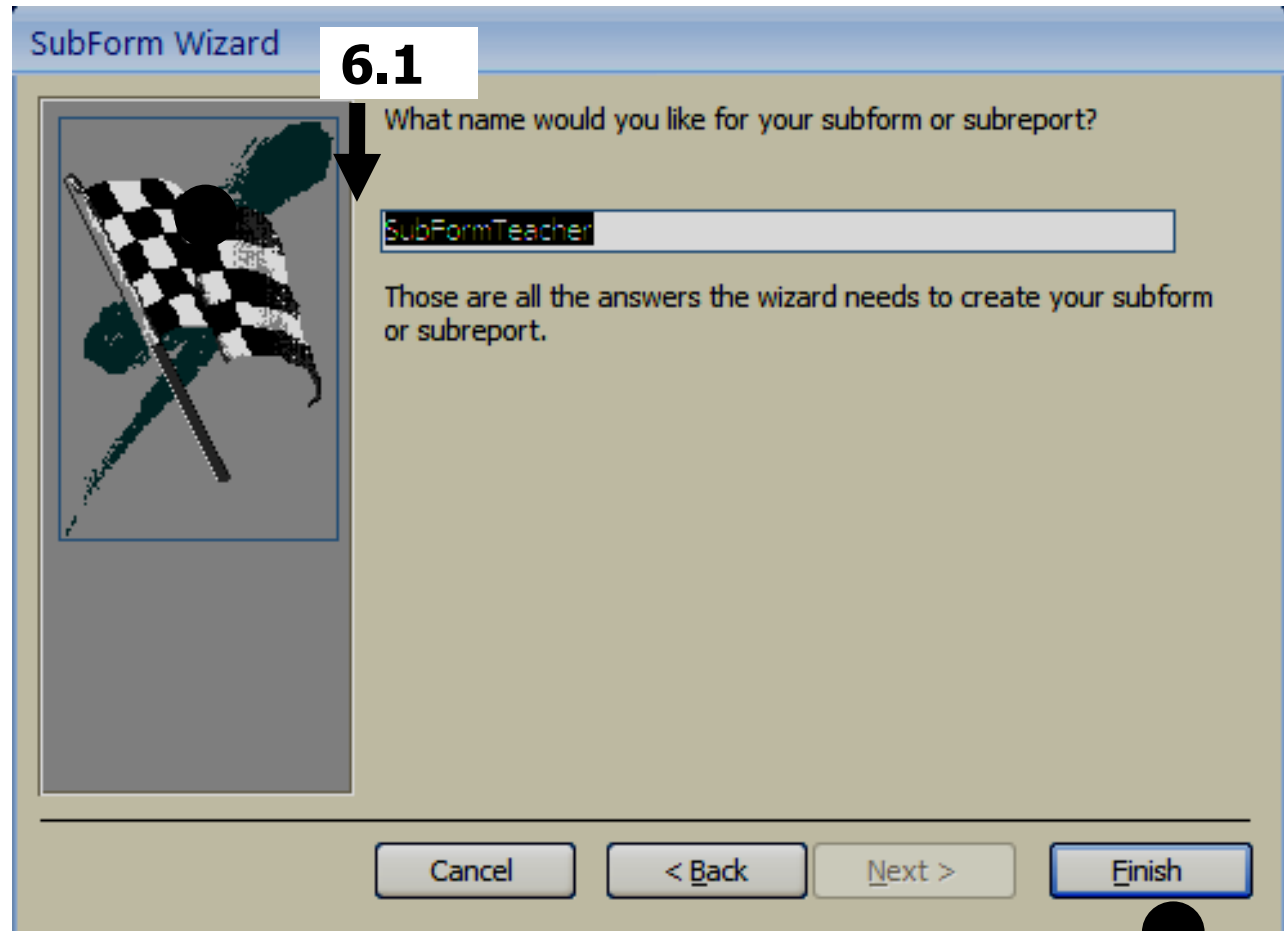 SubForm Wizard
6.1
What name would you like for your subform or subreport?
SubFormTeacher
Those are all the answers the wizard needs to create your subform
or subreport.
Cancel
< Back
Next >
Finish